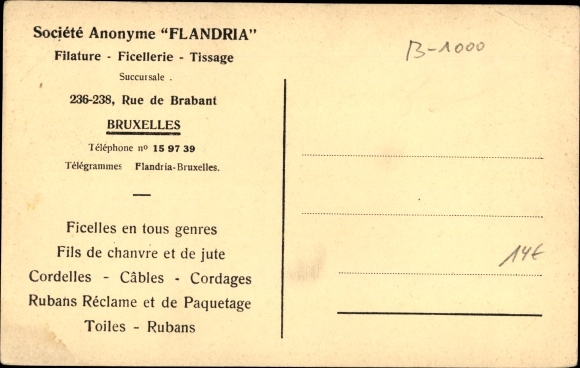 Société Anonyme "FLANDRIA"
Filature - Ficellerie - Tissage
Succursale .
236-238, Rue de Brabant
BRUXELLES
Téléphone nº 15 97 39
Télégrammes Flandria-Bruxelles.
Ficelles en tous genres
Fils de chanvre et de jute
Cordelles - Câbles - Cordages
Rubans Réclame et de Paquetage
Toiles - Rubans
B-1000
14€